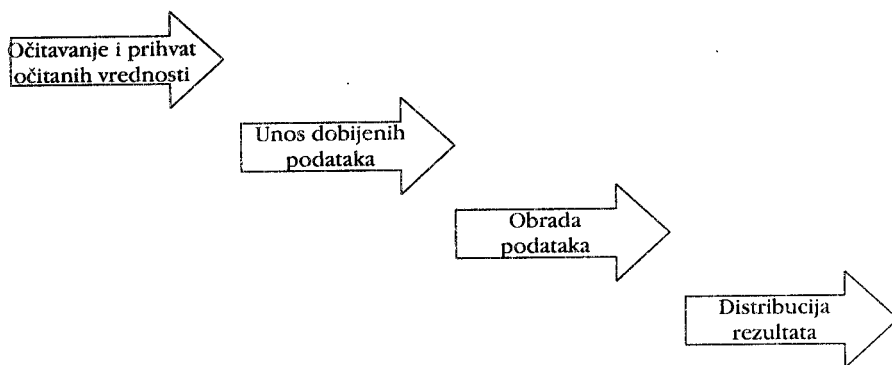 Očitavanje i prihvat
očitanih vrednosti
Unos dobijenih
podataka
Obrada
podataka
Distribucija
rezultata